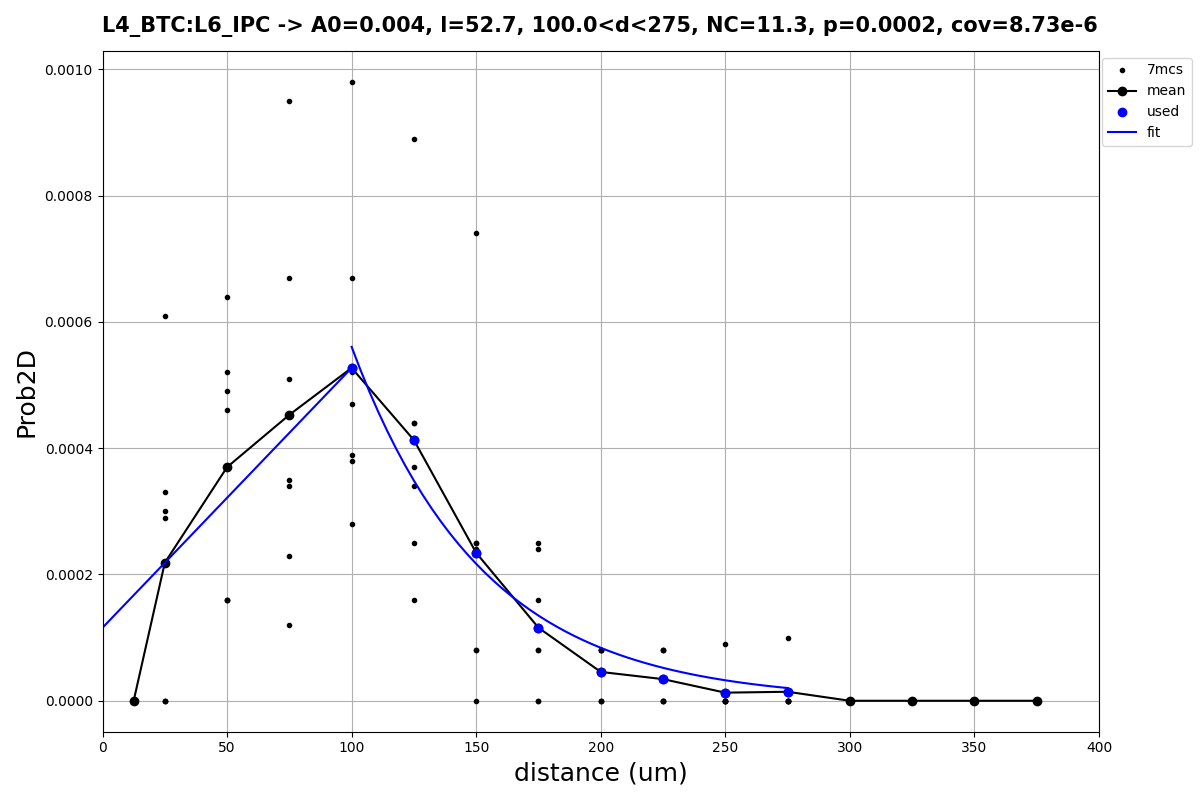 L4_BTC:L6_IPC -> A0=0.004, l=52.7, 100.0<d<275, NC=11.3, p=0.0002, cov=8.73e-6
0.0010
0.0008
0.0006
0.0004
0.0002
0.0000
Prob2D
0 50 100 150 200 250 300 350 400
distance (um)
7mcs
mean
used
fit